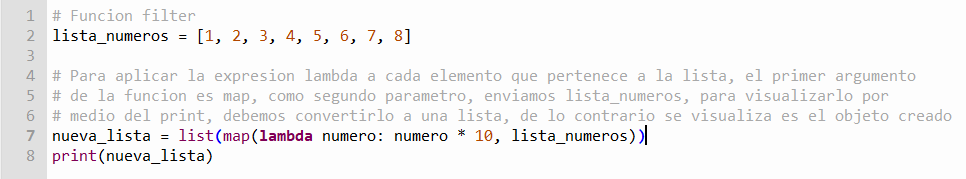 1 # Funcion filter
2 lista_numeros = [1, 2, 3, 4, 5, 6, 7, 8]
3
4 # Para aplicar la expresion lambda a cada elemento que pertenece a la lista, el primer argumento
5 # de la funcion es map, como segundo parametro, enviamos lista_numeros, para visualizarlo por
6 # medio del print, debemos convertirlo a una lista, de lo contrario se visualiza es el objeto creado
7 nueva_lista = list(map(lambda numero: numero * 10, lista_numeros))
8 print(nueva_lista)